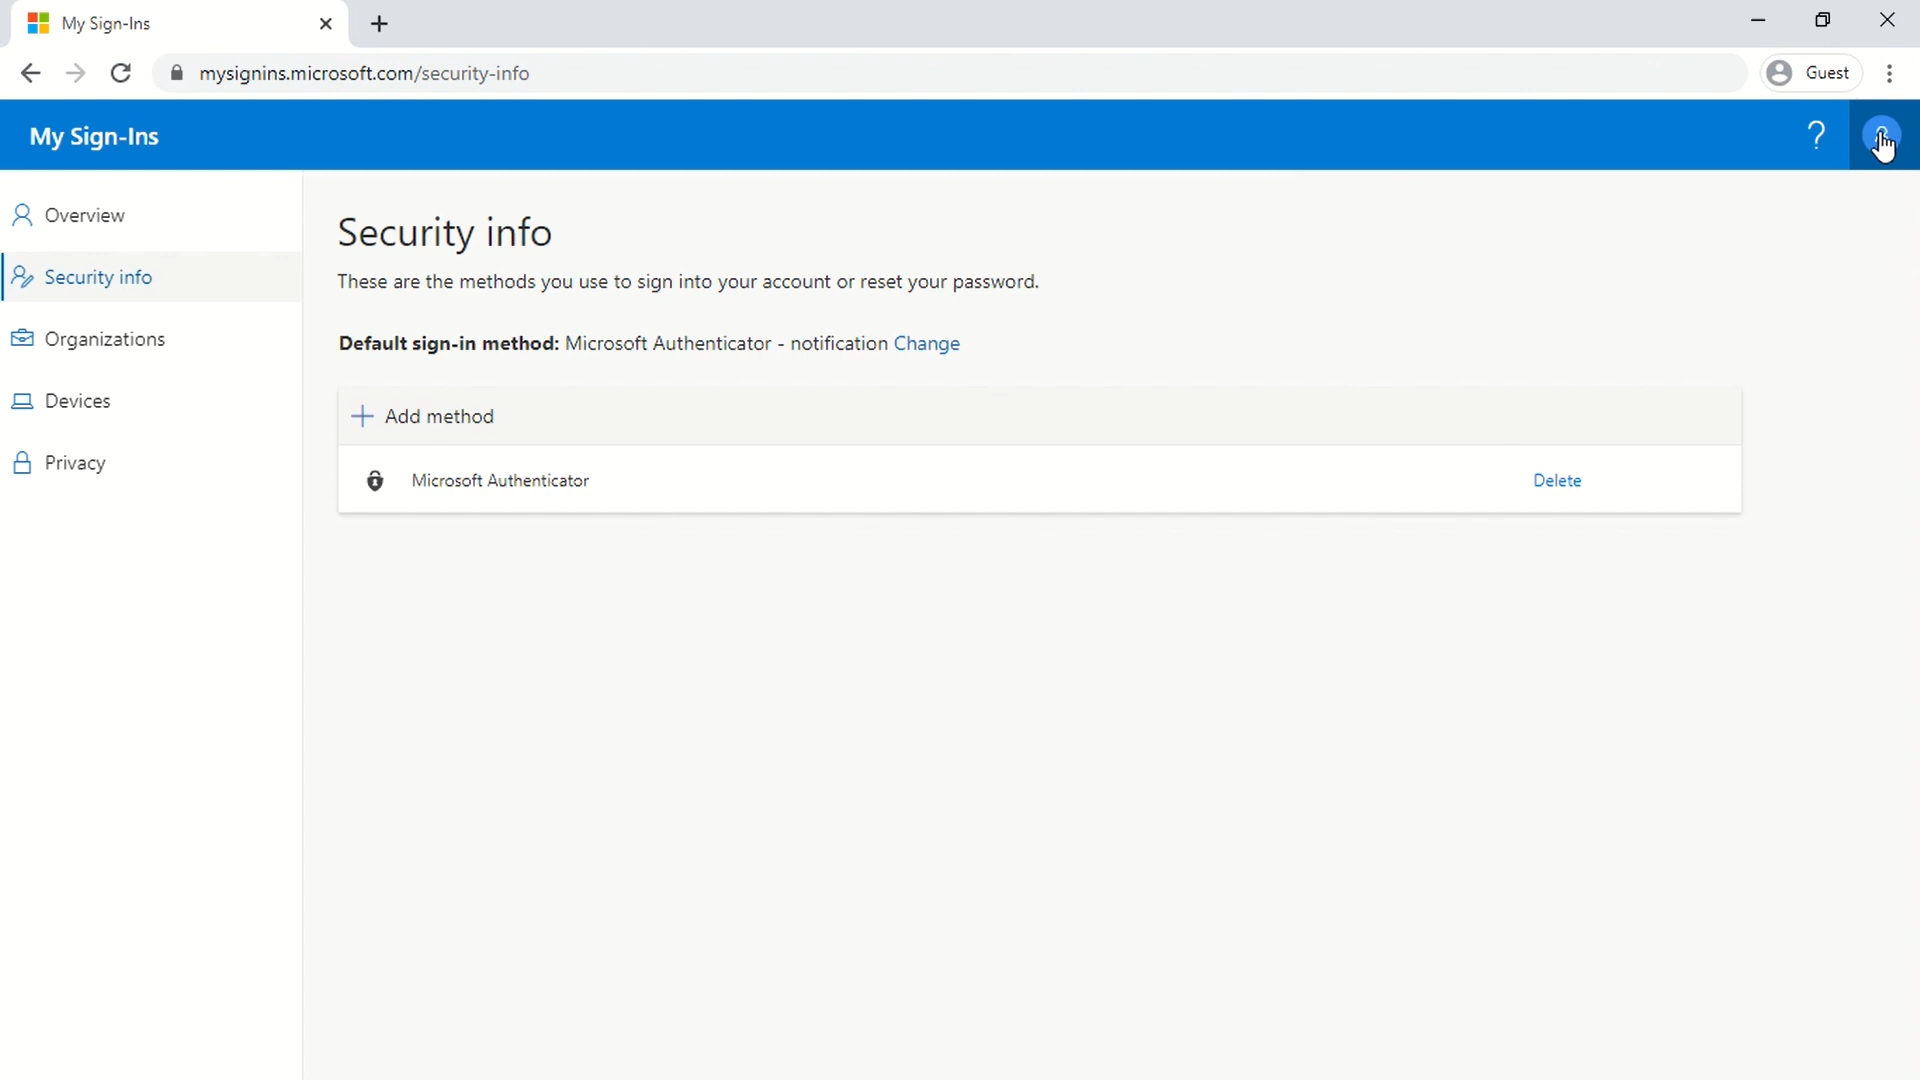 My Sign-Ins
mysignins.microsoft.com/security-info
Guest
My Sign-Ins
?
Overview
Security info
Organizations
Devices
Privacy
Security info
These are the methods you use to sign into your account or reset your password.
Default sign-in method: Microsoft Authenticator - notification Change
Add method
Microsoft Authenticator Delete